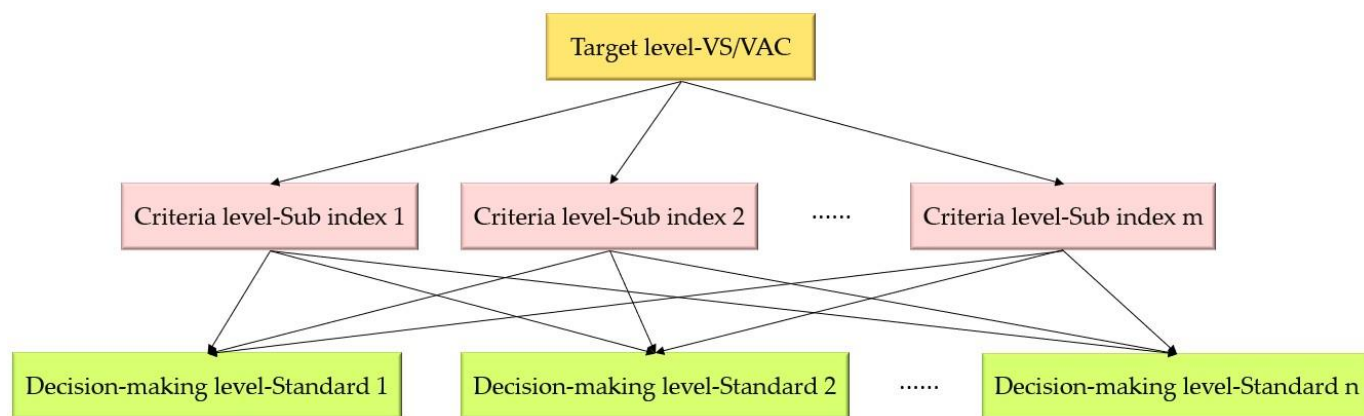 Target level-VS/VAC
Criteria level-Sub index 1
Criteria level-Sub index 2
......
Criteria level-Sub index m
Decision-making level-Standard 1
Decision-making level-Standard 2
......
Decision-making level-Standard n